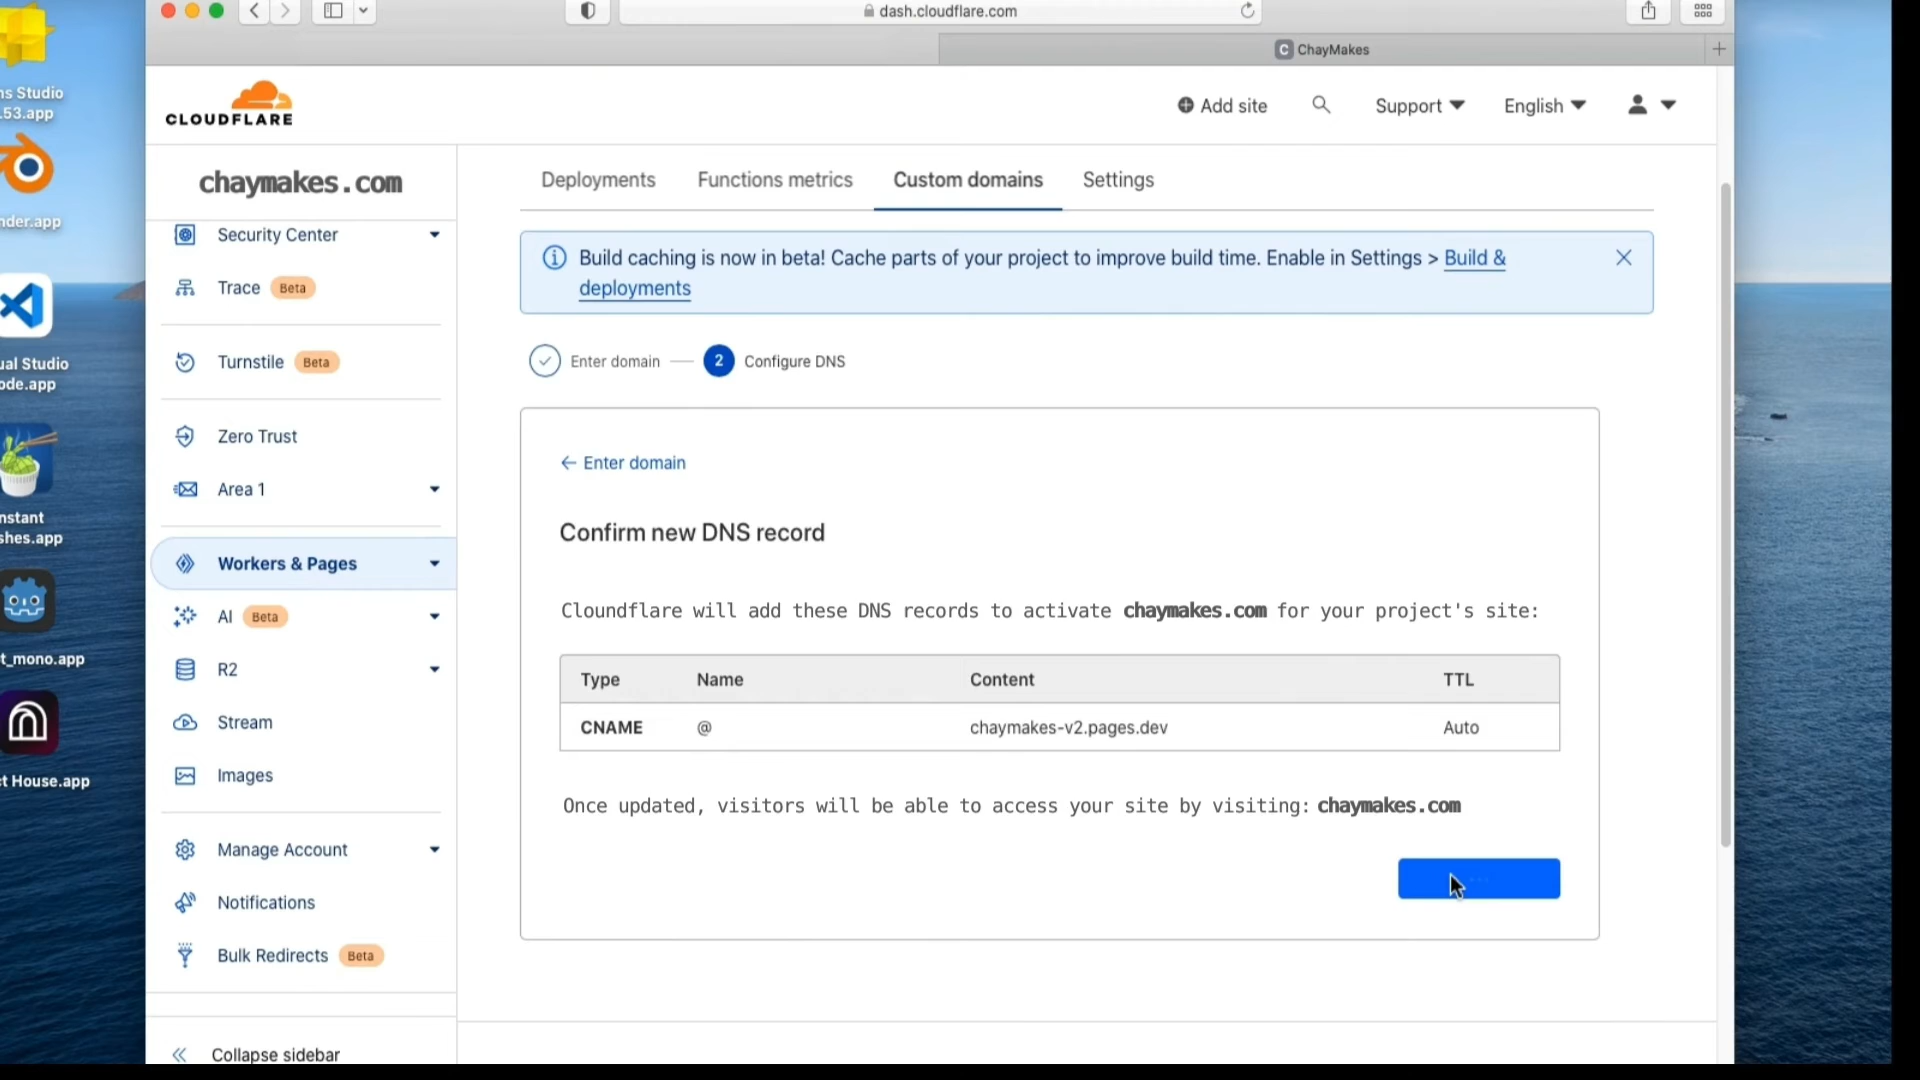 dash.cloudflare.com
C ChayMakes
CLOUDFLARE
Add site
Support
English
chaymakes.com
Security Center
Trace Beta
Turnstile Beta
Zero Trust
Area 1
Workers & Pages
AI Beta
R2
Stream
Images
Manage Account
Notifications
Bulk Redirects Beta
Collapse sidebar
Deployments Functions metrics Custom domains Settings
Build caching is now in beta! Cache parts of your project to improve build time. Enable in Settings > Build &
deployments
Enter domain — 2 Configure DNS
← Enter domain
Confirm new DNS record
Cloundflare will add these DNS records to activate chaymakes.com for your project's site:
Type Name Content TTL
CNAME @ chaymakes-v2.pages.dev Auto
Once updated, visitors will be able to access your site by visiting: chaymakes.com
ns Studio
.53.app
nder.app
ual Studio
ode.app
nstant
shes.app
t_mono.app
ct House.app